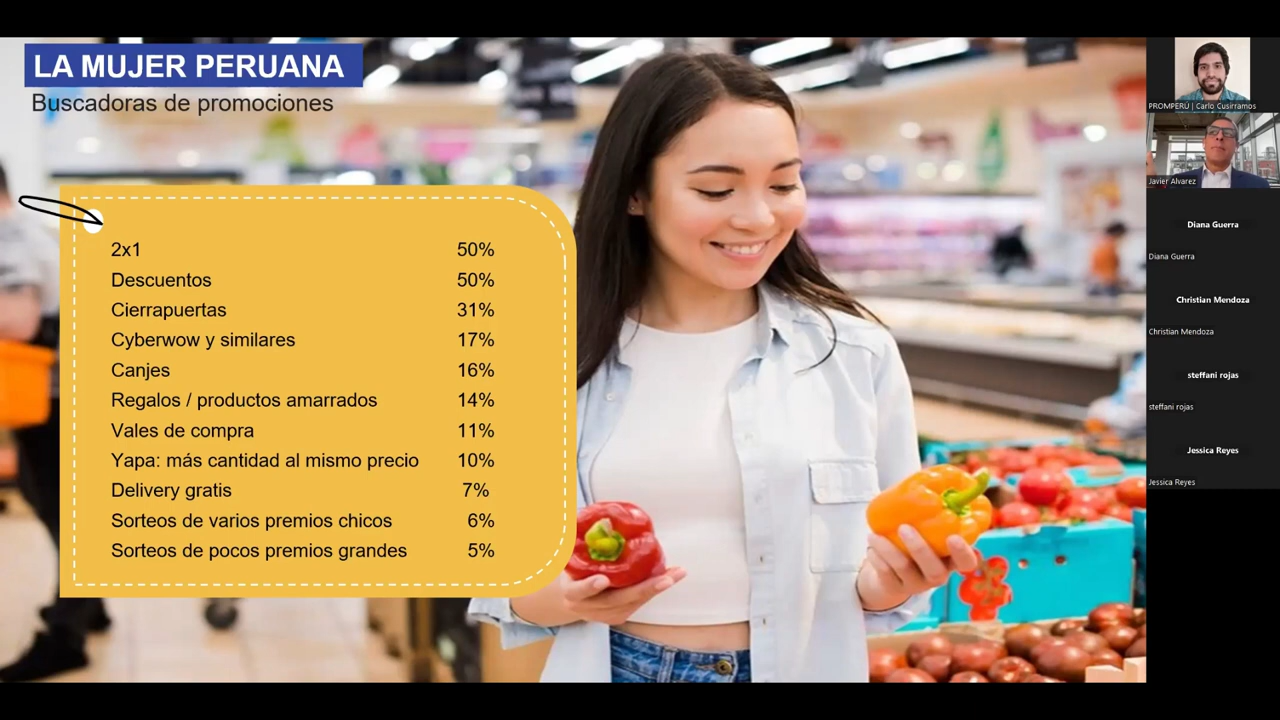 LA MUJER PERUANA
Buscadoras de promociones
2x1 50%
Descuentos 50%
Cierrapuertas 31%
Cyberwow y similares 17%
Canjes 16%
Regalos / productos amarrados 14%
Vales de compra 11%
Yapa: más cantidad al mismo precio 10%
Delivery gratis 7%
Sorteos de varios premios chicos 6%
Sorteos de pocos premios grandes 5%
PROMPERÚ | Carlo Cusirramos
Javier Alvarez
Diana Guerra
Diana Guerra
Christian Mendoza
Christian Mendoza
steffani rojas
steffani rojas
Jessica Reyes
Jessica Reyes